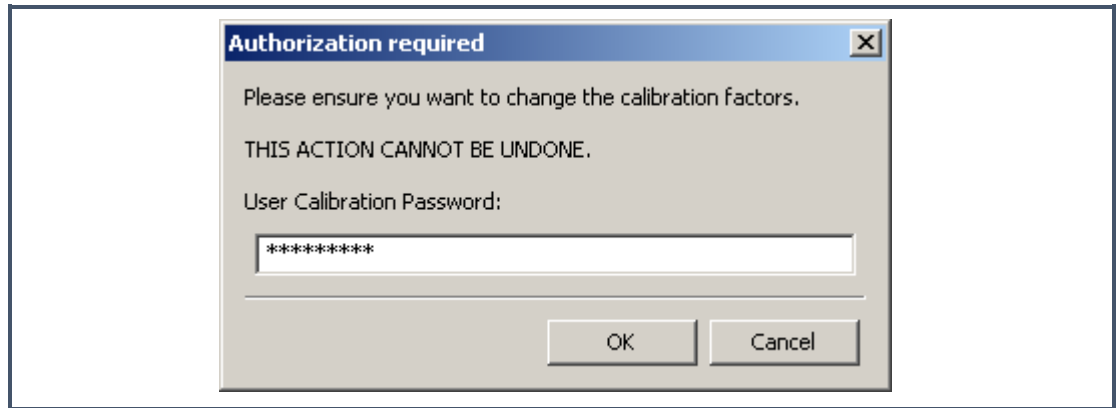 Authorization required
Please ensure you want to change the calibration factors.
THIS ACTION CANNOT BE UNDONE.
User Calibration Password:
*********
OK Cancel